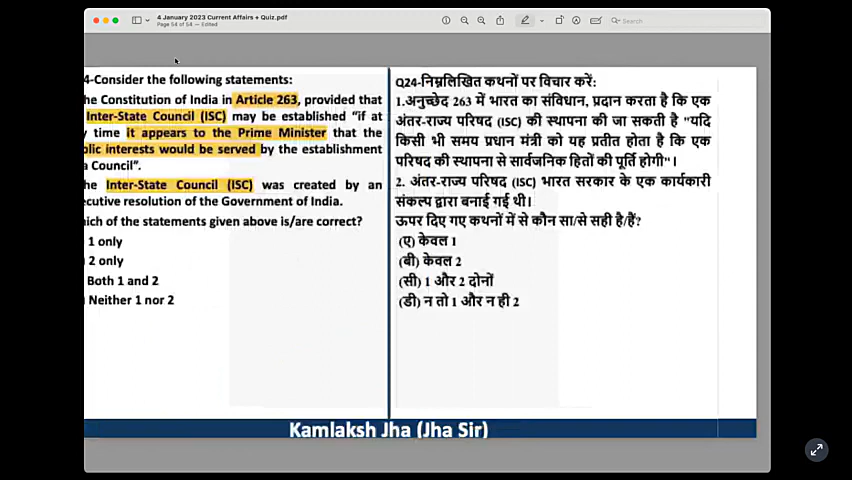 4 January 2023 Current Affairs + Quiz.pdf
Page 54 of 54 — Edited
Search
4-Consider the following statements:
he Constitution of India in Article 263, provided that
Inter-State Council (ISC) may be established "if at
y time it appears to the Prime Minister that the
blic interests would be served by the establishment
a Council".
he Inter-State Council (ISC) was created by an
ecutive resolution of the Government of India.
ich of the statements given above is/are correct?
1 only
2 only
Both 1 and 2
Neither 1 nor 2
Q24-निम्नलिखित कथनों पर विचार करें:
1.अनुच्छेद 263 में भारत का संविधान, प्रदान करता है कि एक
अंतर-राज्य परिषद (ISC) की स्थापना की जा सकती है "यदि
किसी भी समय प्रधान मंत्री को यह प्रतीत होता है कि एक
परिषद की स्थापना से सार्वजनिक हितों की पूर्ति होगी"।
2. अंतर-राज्य परिषद (ISC) भारत सरकार के एक कार्यकारी
संकल्प द्वारा बनाई गई थी।
ऊपर दिए गए कथनों में से कौन सा/से सही है/हैं?
(ए) केवल 1
(बी) केवल 2
(सी) 1 और 2 दोनों
(डी) न तो 1 और न ही 2
Kamlaksh Jha (Jha Sir)